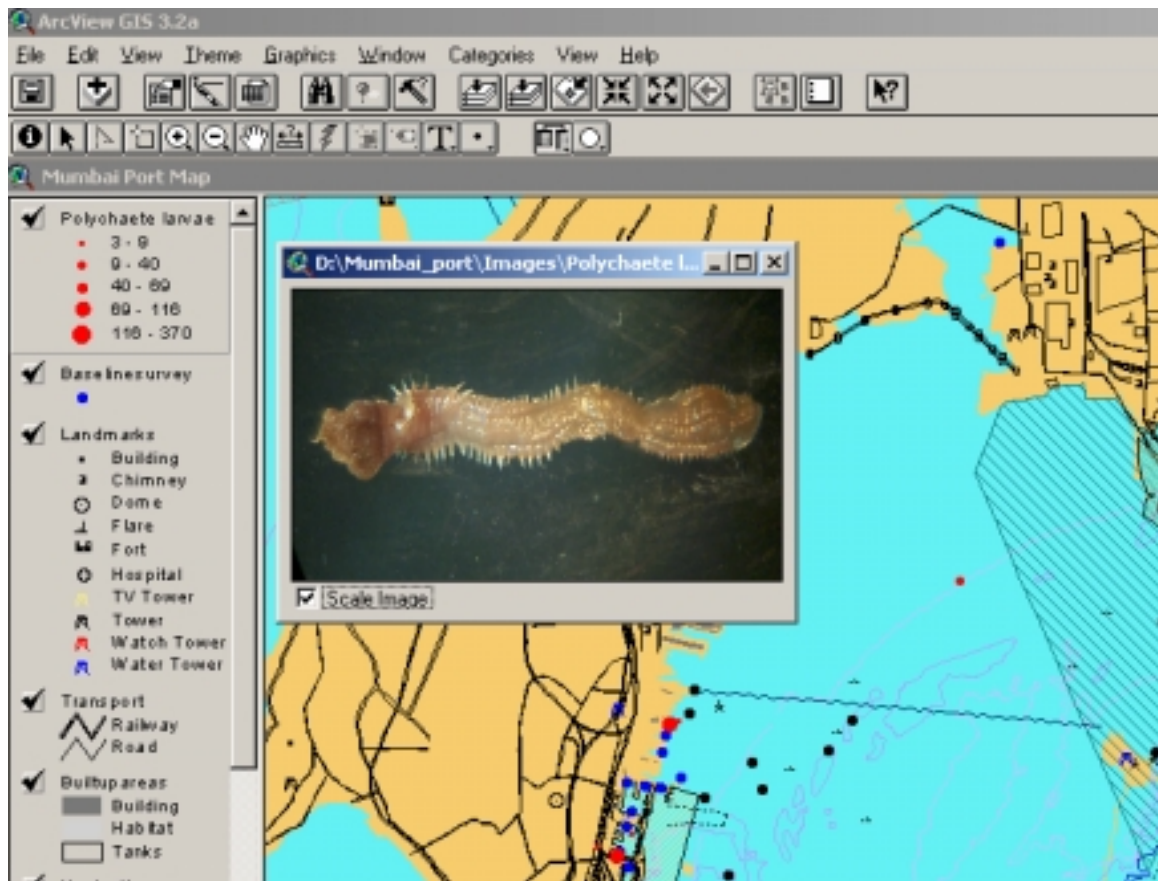 ArcView GIS 3.2a
File Edit View Theme Graphics Window Categories View Help
Mumbai Port Map
Polychaete larvae
3 - 9
9 - 40
40 - 69
69 - 116
116 - 370
Baselinesurvey
Landmarks
Building
Chimney
Dome
Flare
Fort
Hospital
TV Tower
Tower
Watch Tower
Water Tower
Transport
Railway
Road
Builtup areas
Building
Habitat
Tanks
D:\Mumbai_port\Images\Polychaete l...
Scale Image